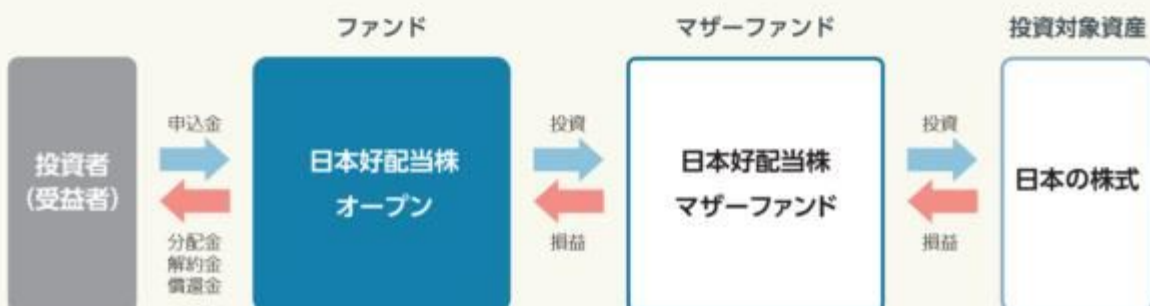 ファンド
マザーファンド
投資対象資産
投資者
(受益者)
申込金
分配金
解約金
償還金
日本好配当株
オープン
投資
損益
日本好配当株
マザーファンド
投資
損益
日本の株式